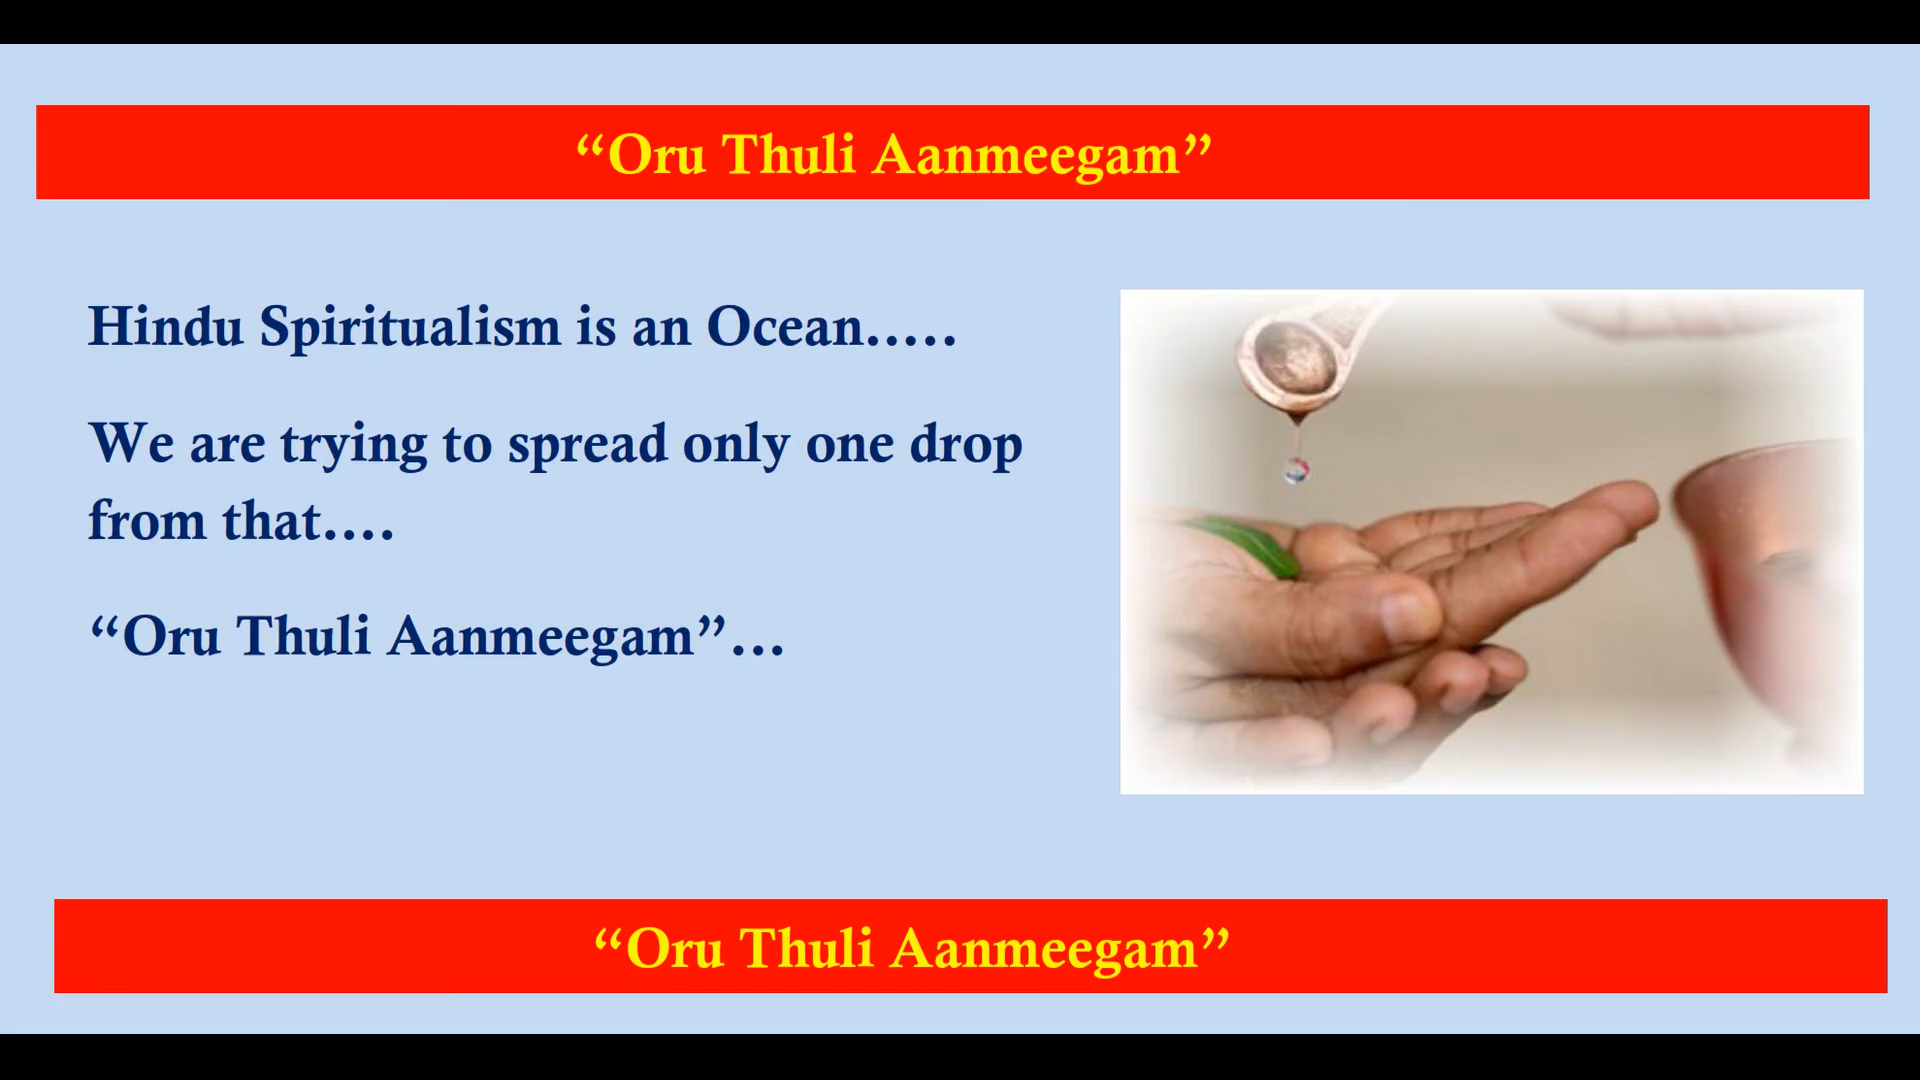 “Oru Thuli Aanmeegam”
Hindu Spiritualism is an Ocean.....
We are trying to spread only one drop
from that....
“Oru Thuli Aanmeegam”...
“Oru Thuli Aanmeegam”